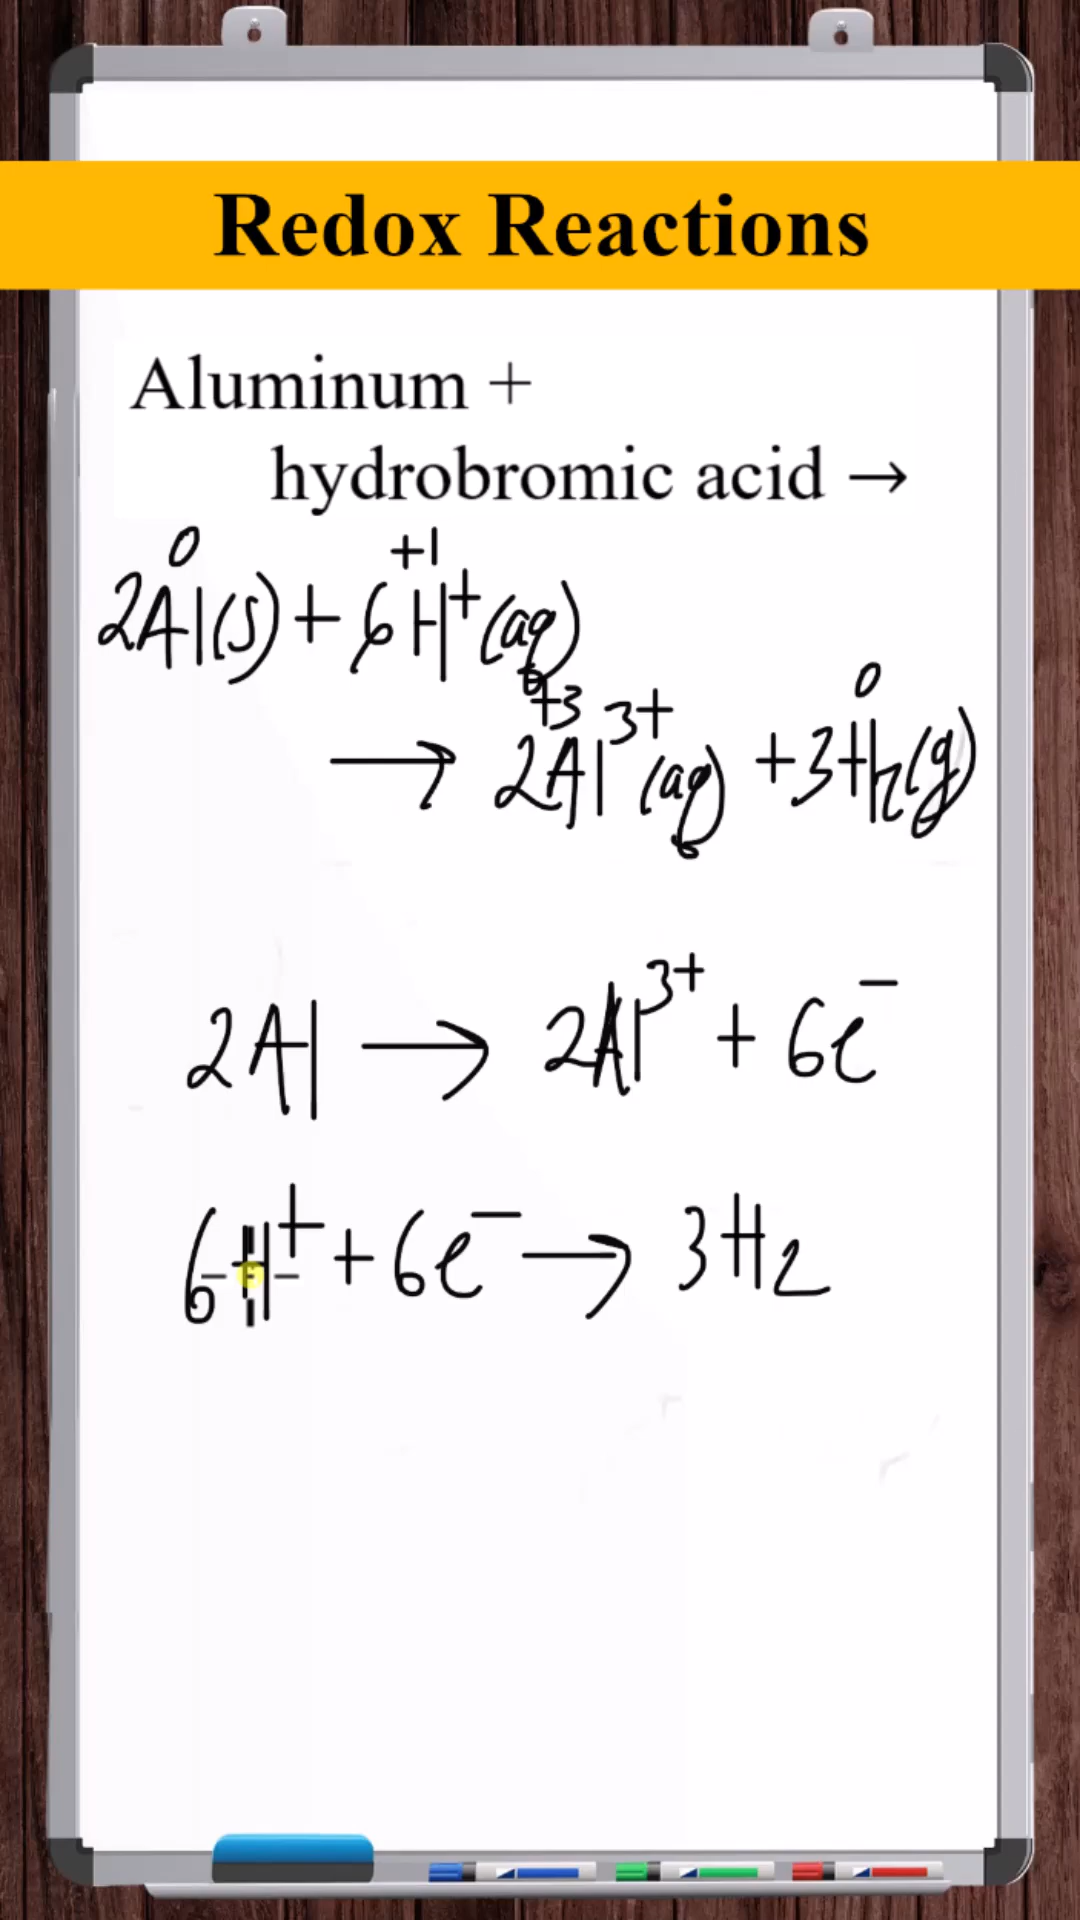 Redox Reactions
Aluminum +
hydrobromic acid →
0 +1
2Al(s) + 6H⁺(aq)
+3 0
→ 2Al³⁺(aq) + 3H₂(g)
2Al → 2Al³⁺ + 6e⁻
6H⁺ + 6e⁻ → 3H₂